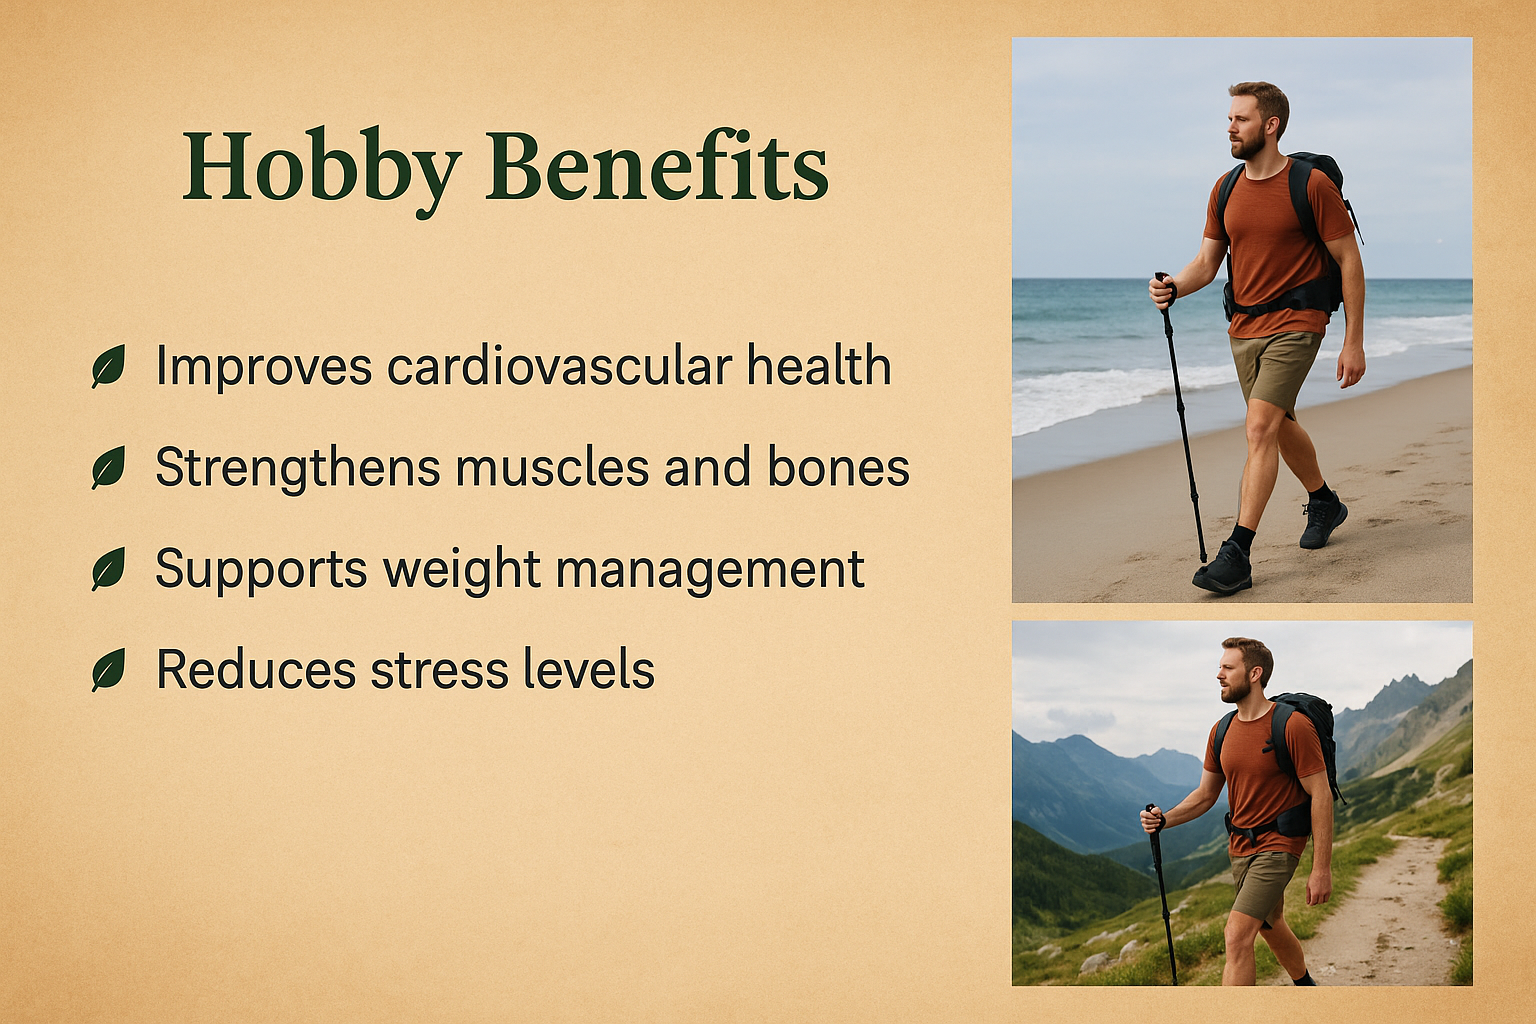 Hobby Benefits
Improves cardiovascular health
Strengthens muscles and bones
Supports weight management
Reduces stress levels